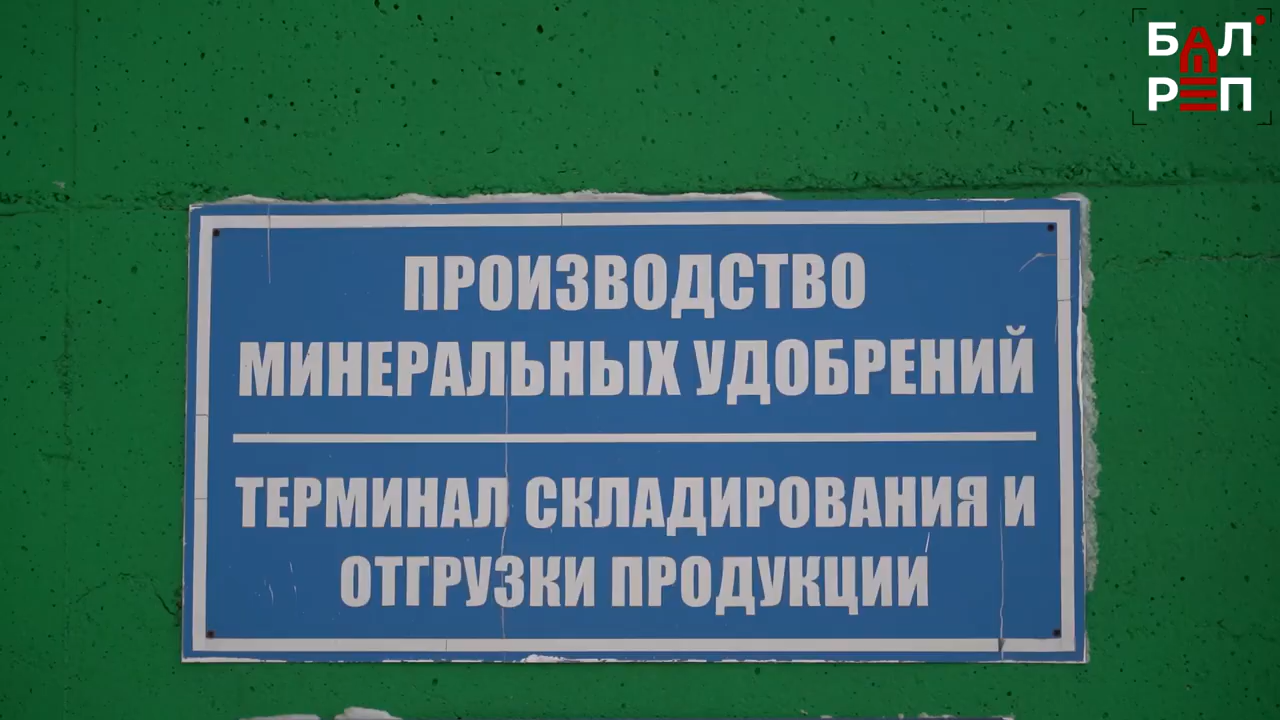 БАЛ
РЕП
ПРОИЗВОДСТВО
МИНЕРАЛЬНЫХ УДОБРЕНИЙ
ТЕРМИНАЛ СКЛАДИРОВАНИЯ И
ОТГРУЗКИ ПРОДУКЦИИ